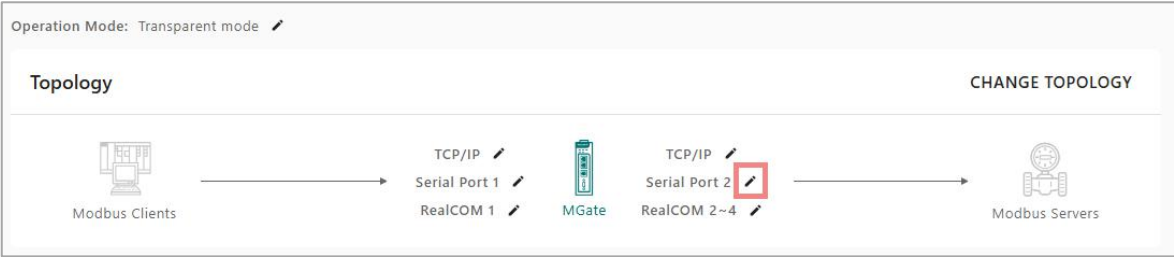 Operation Mode: Transparent mode
Topology
CHANGE TOPOLOGY
TCP/IP
TCP/IP
Serial Port 1
Serial Port 2
Modbus Clients
RealCOM 1
MGate
RealCOM 2~4
Modbus Servers